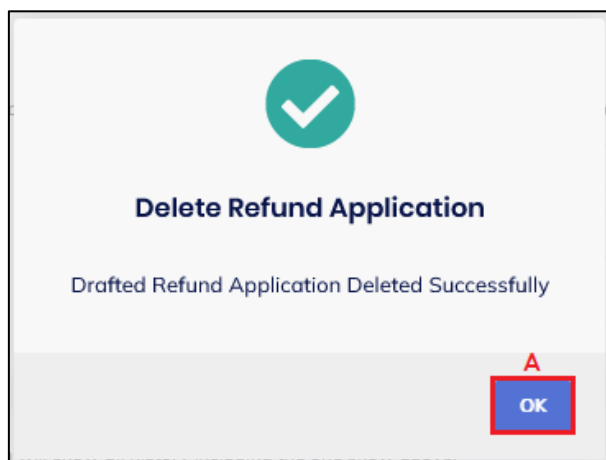 Delete Refund Application
Drafted Refund Application Deleted Successfully
A
OK